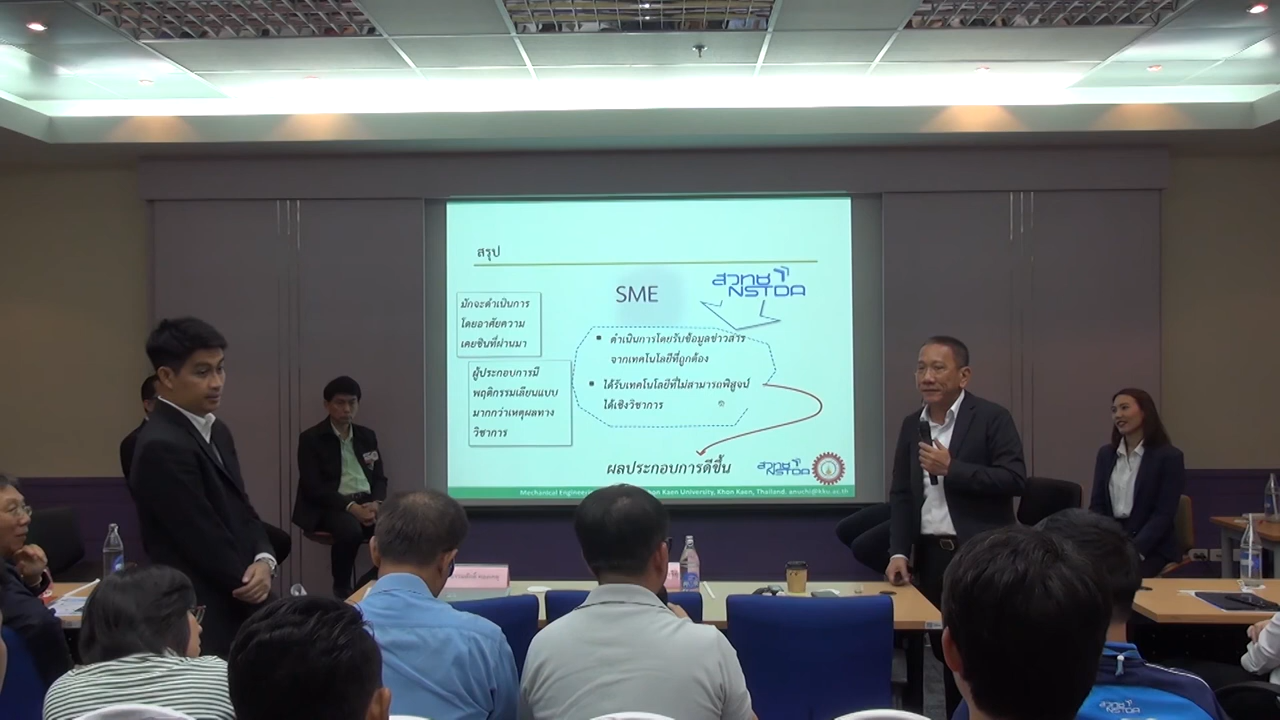 สรุป
SME
สวทช
NSTDA
มักจะดำเนินการ
โดยอาศัยความ
เคยชินที่ผ่านมา
ผู้ประกอบการมี
พฤติกรรมเลียนแบบ
มากกว่าเหตุผลทาง
วิชาการ
▪ ดำเนินการโดยรับข้อมูลข่าวสาร
จากเทคโนโลยีที่ถูกต้อง
▪ ได้รับเทคโนโลยีที่ไม่สามารถพิสูจน์
ได้เชิงวิชาการ
ผลประกอบการดีขึ้น
สวทช
NSTDA
Mechanical Engineering Khon Kaen University, Khon Kaen, Thailand. anuchi@kku.ac.th
สวทช
NSTDA